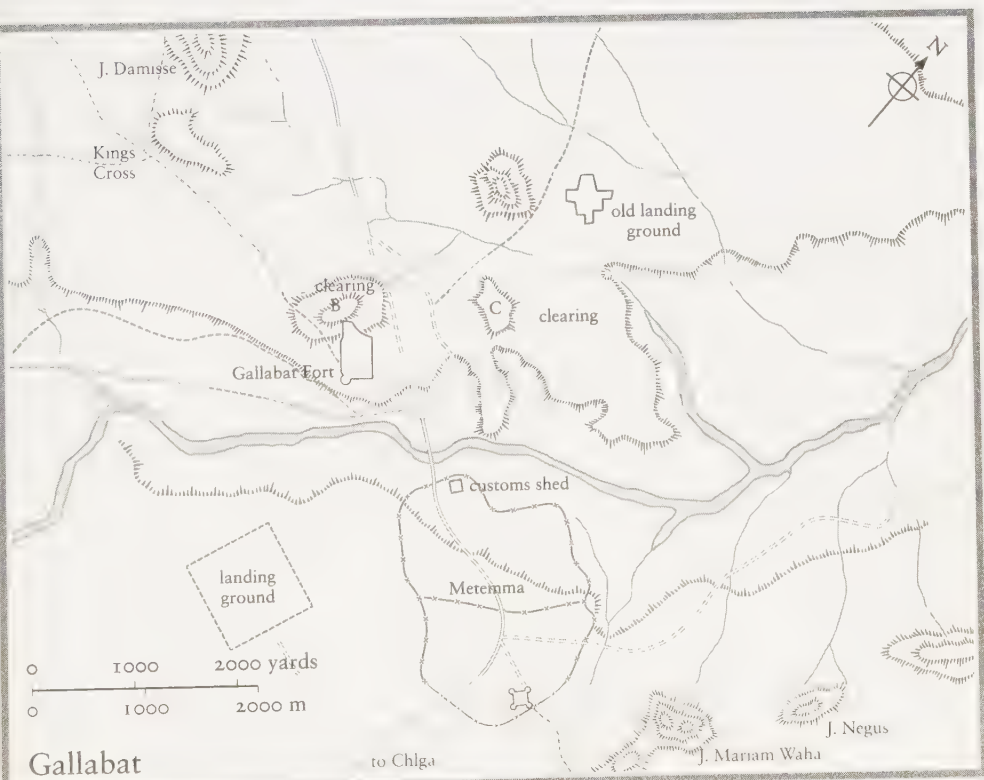 N
J. Damisse
Kings
Cross
old landing
ground
clearing
B
C
clearing
Gallabat Fort
customs shed
landing
ground
Metemma
0 1000 2000 yards
0 1000 2000 m
J. Negus
J. Mariam Waha
to Chlga
Gallabat